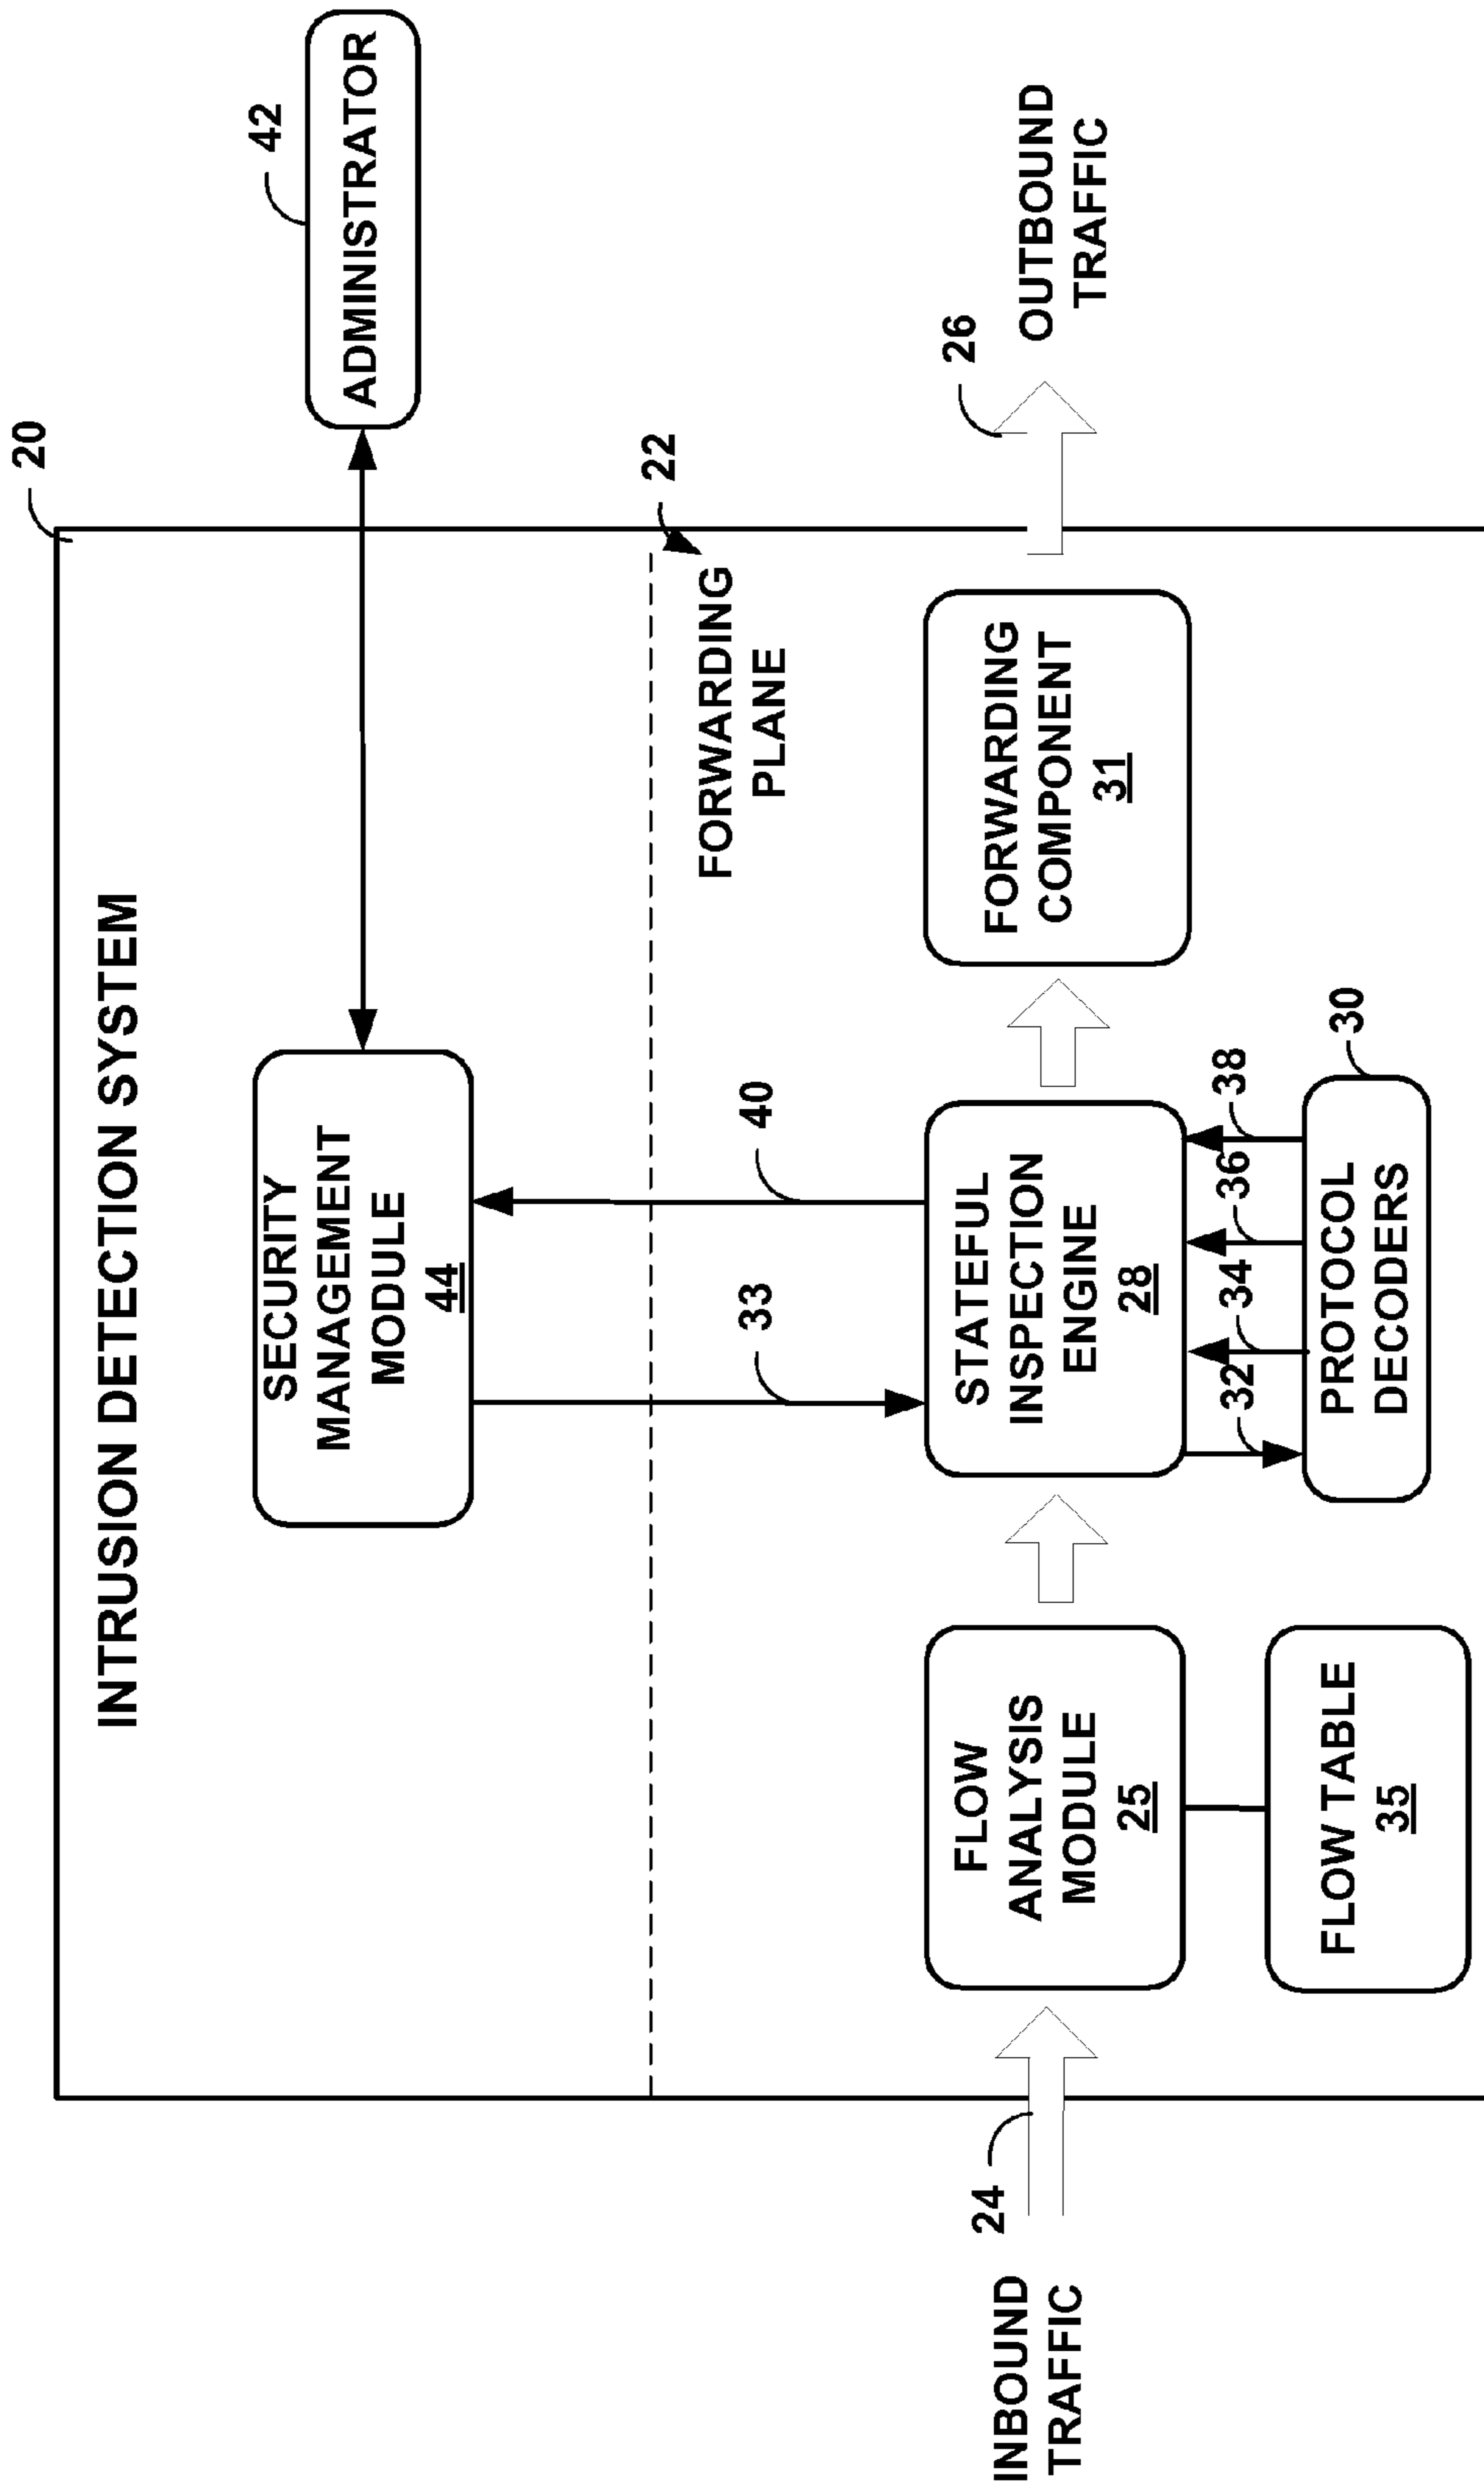 20
INTRUSION DETECTION SYSTEM
42
ADMINISTRATOR
SECURITY
MANAGEMENT
MODULE
44
22
FORWARDING
PLANE
33
40
INBOUND
TRAFFIC
24
FLOW
ANALYSIS
MODULE
25
STATEFUL
INSPECTION
ENGINE
28
FORWARDING
COMPONENT
31
26
OUTBOUND
TRAFFIC
32
34
36
38
30
FLOW TABLE
35
PROTOCOL
DECODERS